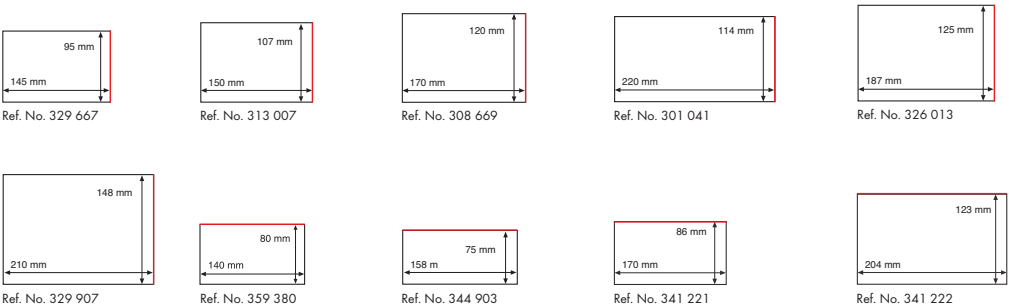 95 mm
145 mm
Ref. No. 329 667
107 mm
150 mm
Ref. No. 313 007
120 mm
170 mm
Ref. No. 308 669
114 mm
220 mm
Ref. No. 301 041
125 mm
187 mm
Ref. No. 326 013
148 mm
210 mm
Ref. No. 329 907
80 mm
140 mm
Ref. No. 359 380
75 mm
158 m
Ref. No. 344 903
86 mm
170 mm
Ref. No. 341 221
123 mm
204 mm
Ref. No. 341 222